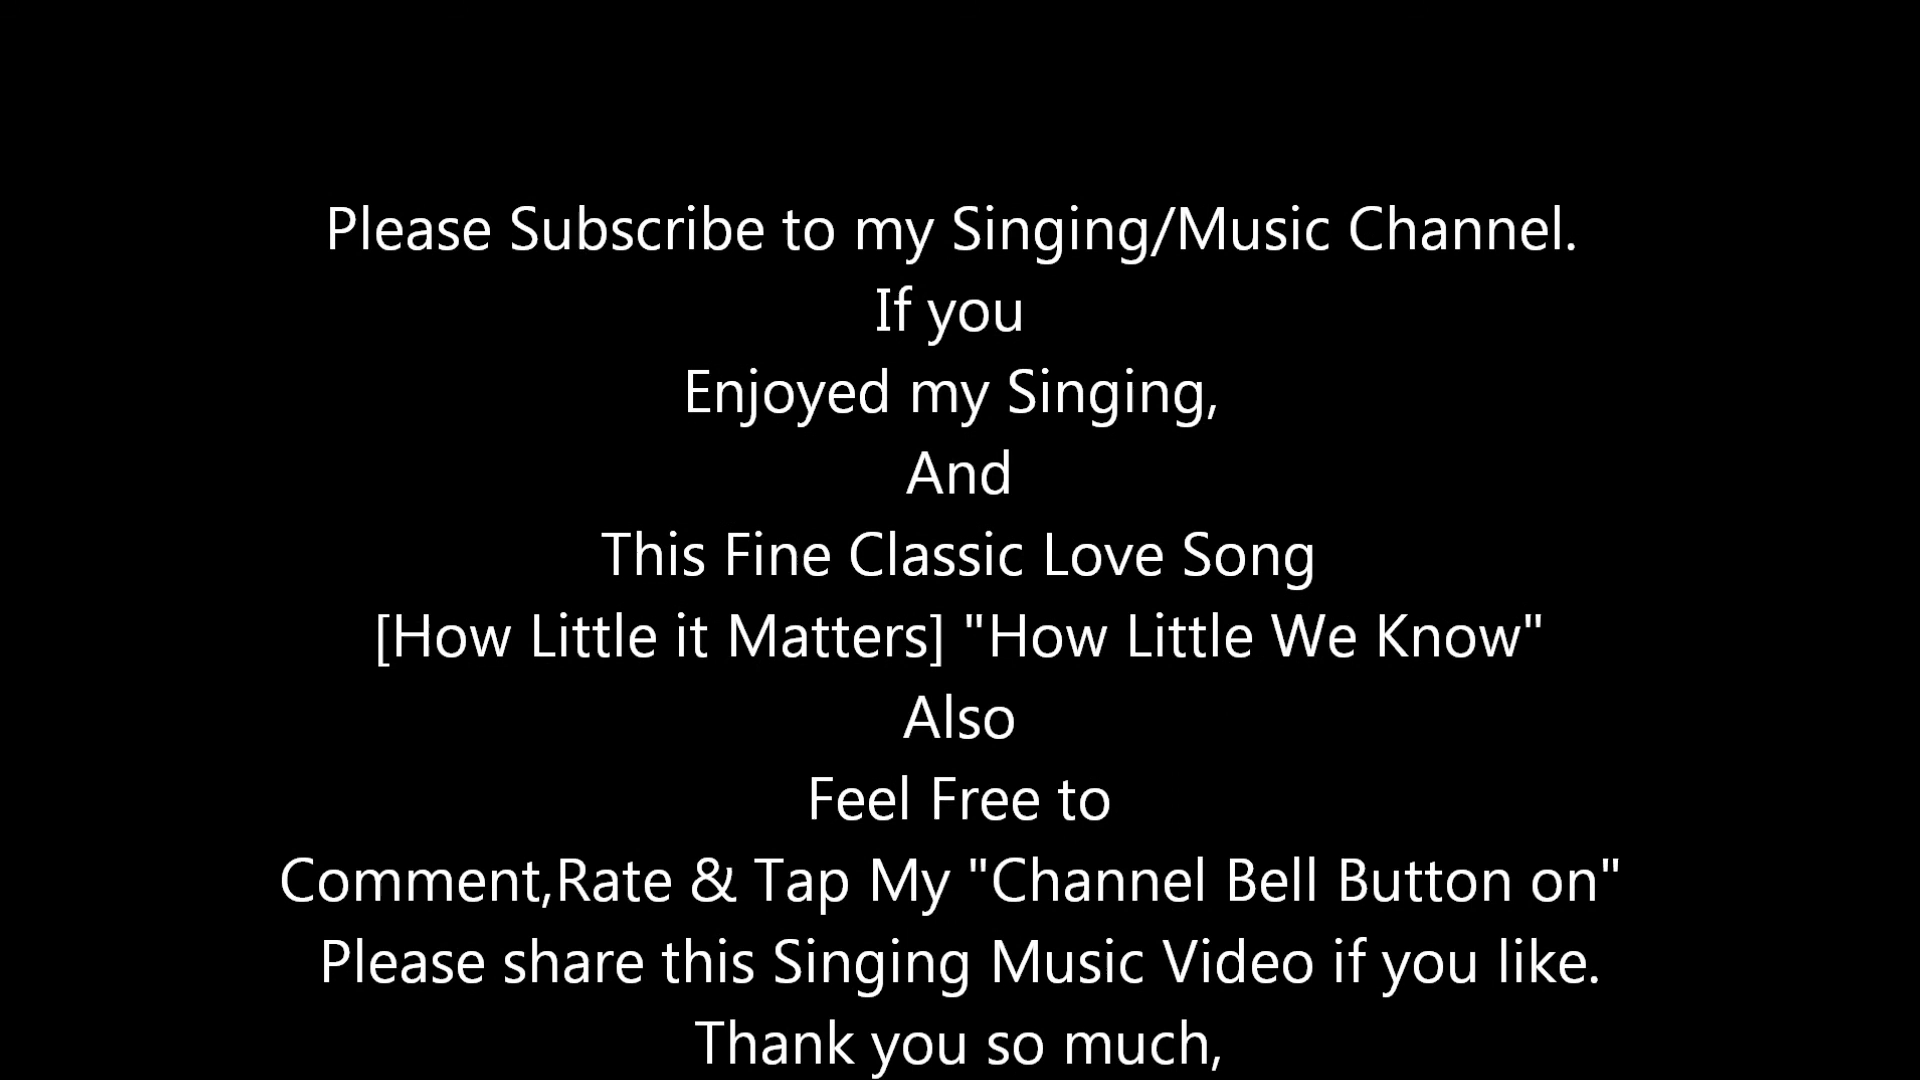 Please Subscribe to my Singing/Music Channel.
If you
Enjoyed my Singing,
And
This Fine Classic Love Song
[How Little it Matters] "How Little We Know"
Also
Feel Free to
Comment,Rate & Tap My "Channel Bell Button on"
Please share this Singing Music Video if you like.
Thank you so much,